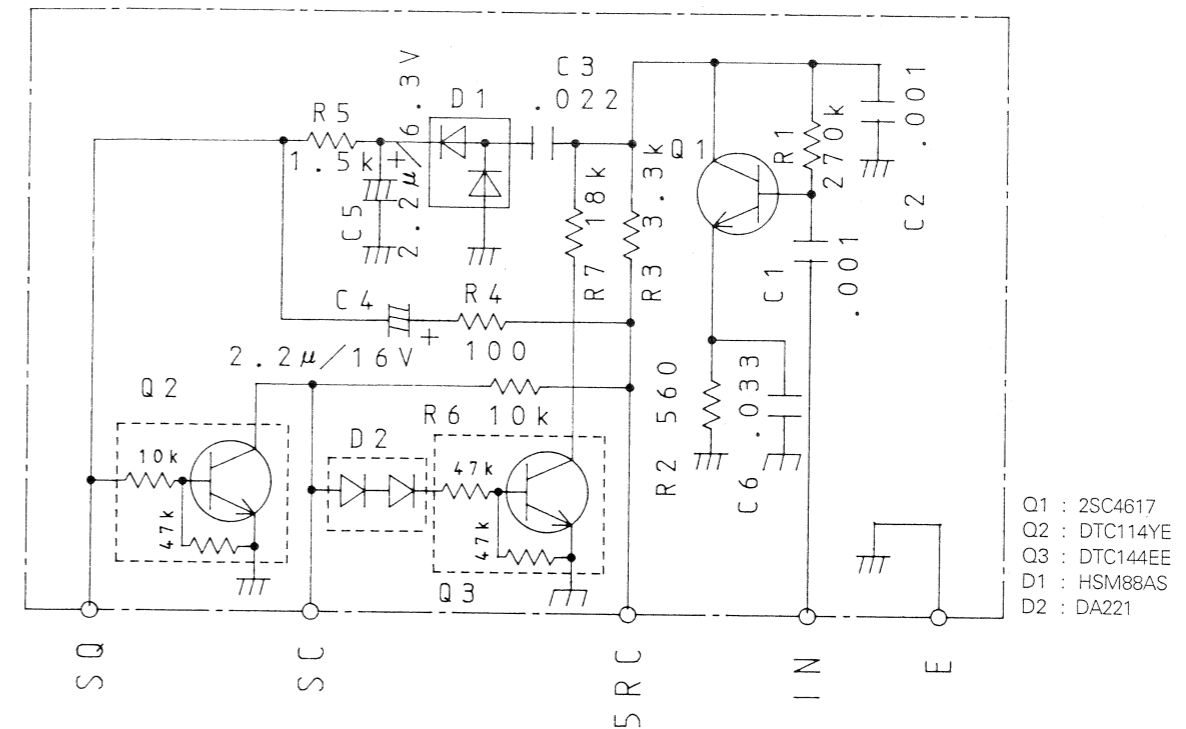 C3
.022
D1
R5
1.5k
C5
+
2.2μ/6.3V
Q1
R1
270k
C2 .001
R7 18k
R3 3.3k
C1
.001
C4
+
2.2μ/16V
R4
100
R6 10k
R2 560
C6 .033
Q2
10k
47k
D2
47k
47k
Q3
Q1 : 2SC4617
Q2 : DTC114YE
Q3 : DTC144EE
D1 : HSM88AS
D2 : DA221
SQ
SC
5RC
IN
E